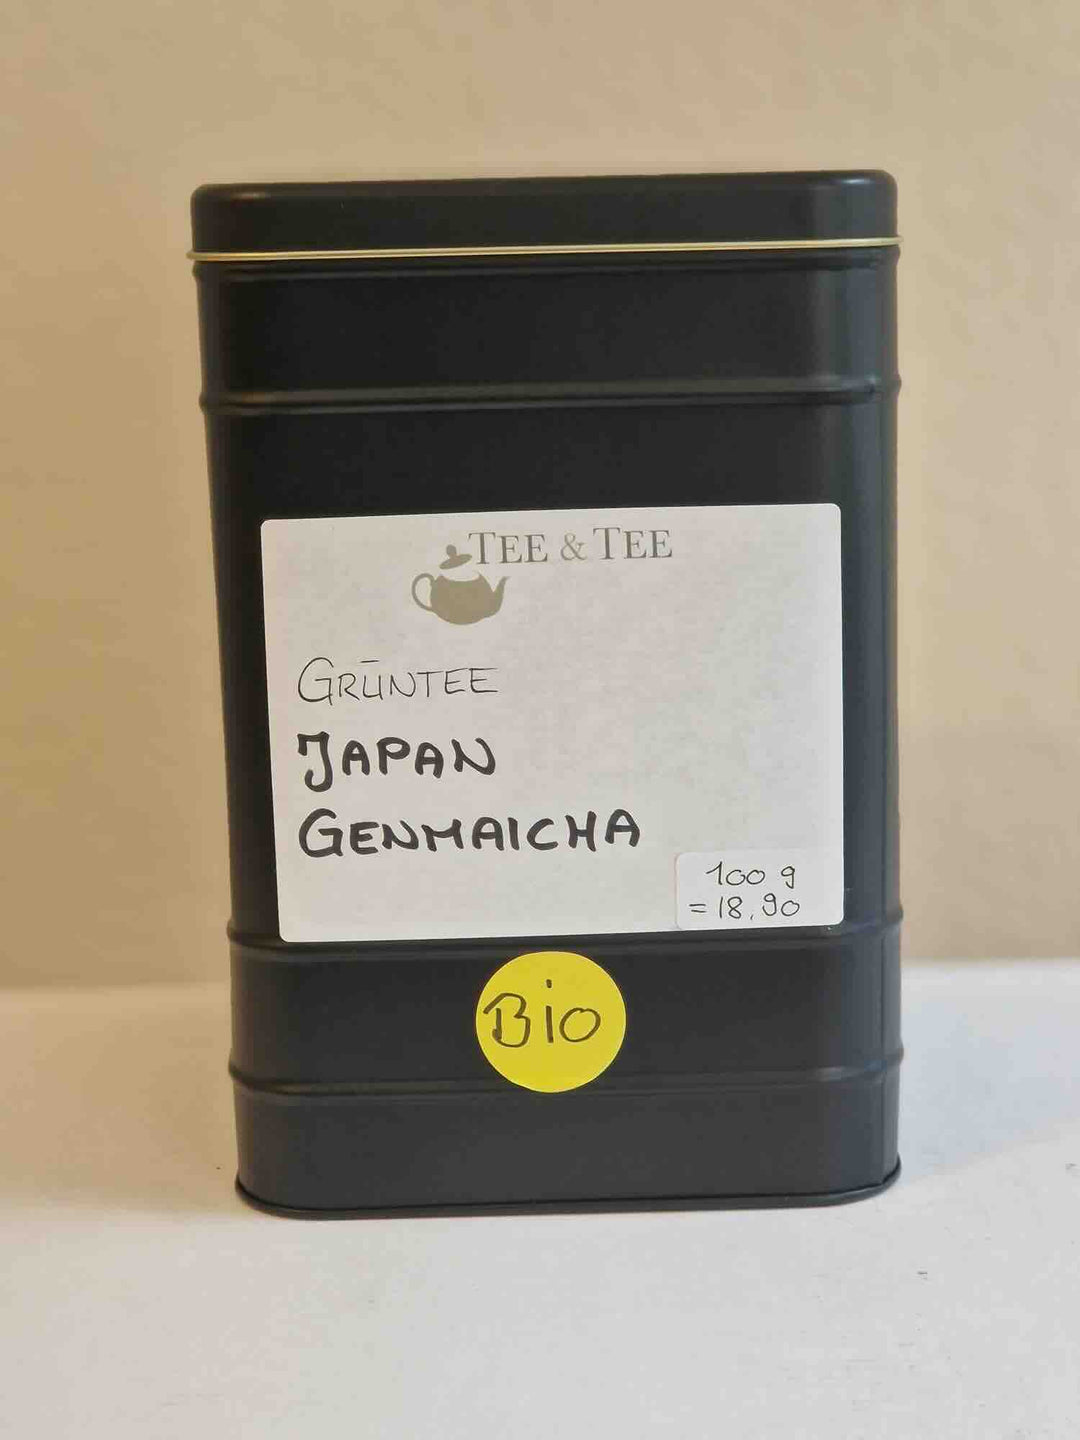 TEE & TEE
GRÜNTEE
JAPAN
GENMAICHA
100 g
= 18,90
Bio